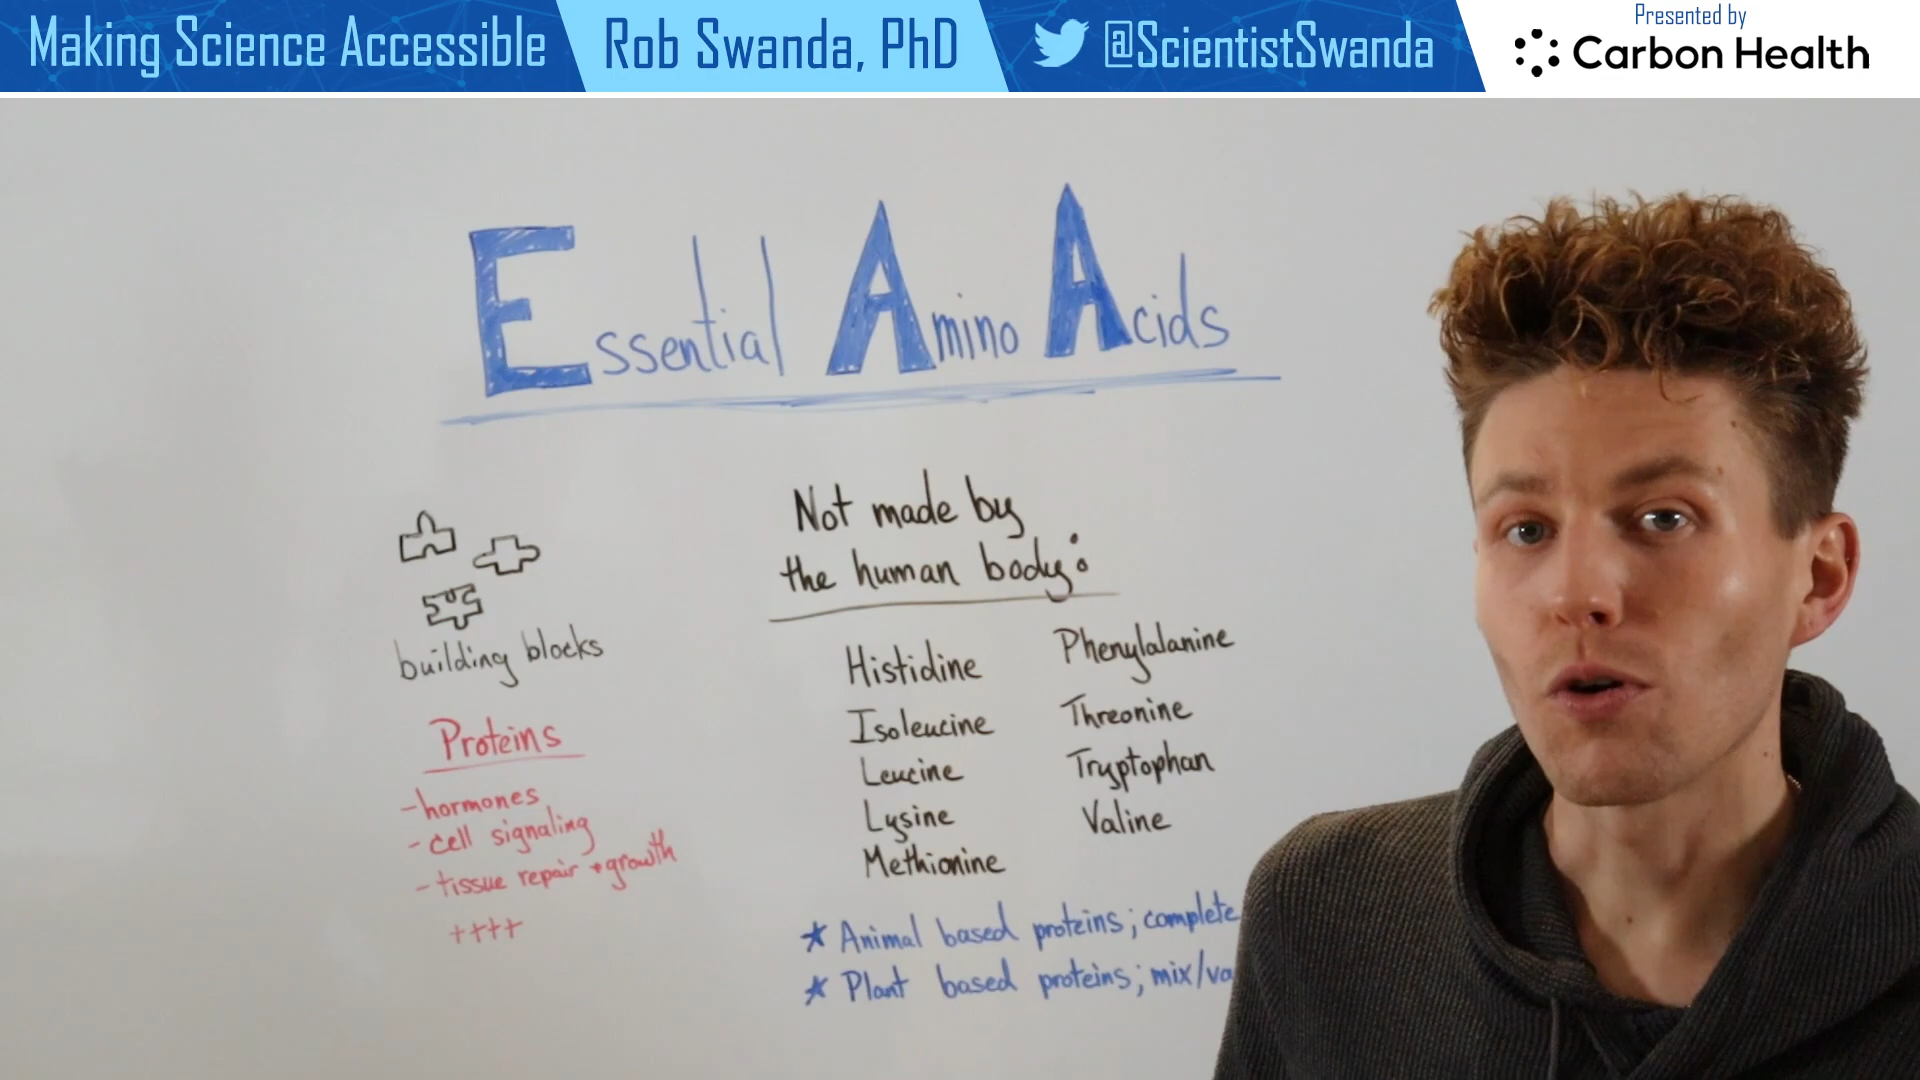 Making Science Accessible
Rob Swanda, PhD
@ScientistSwanda
Presented by
Carbon Health
Essential Amino Acids
building blocks
Proteins
-hormones
-cell signaling
-tissue repair + growth
++++
Not made by
the human body:
Histidine
Isoleucine
Leucine
Lysine
Methionine
Phenylalanine
Threonine
Tryptophan
Valine
* Animal based proteins; complete
* Plant based proteins; mix/va